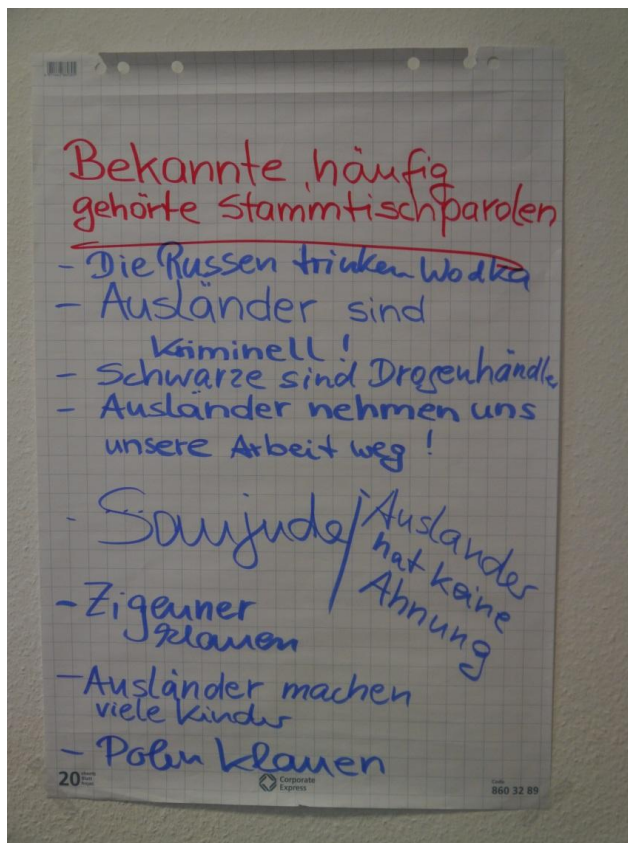 Bekannte, häufig
gehörte Stammtischparolen
- Die Russen trinken Wodka
- Ausländer sind
Kriminell!
- Schwarze sind Drogenhändle
- Ausländer nehmen uns
unsere Arbeit weg!
- Saujude/
Ausländer
hat keine
Ahnung
- Zigeuner
klauen
- Ausländer machen
viele Kinder
- Polen klauen
20
Corporate
Express
Code
860 32 89